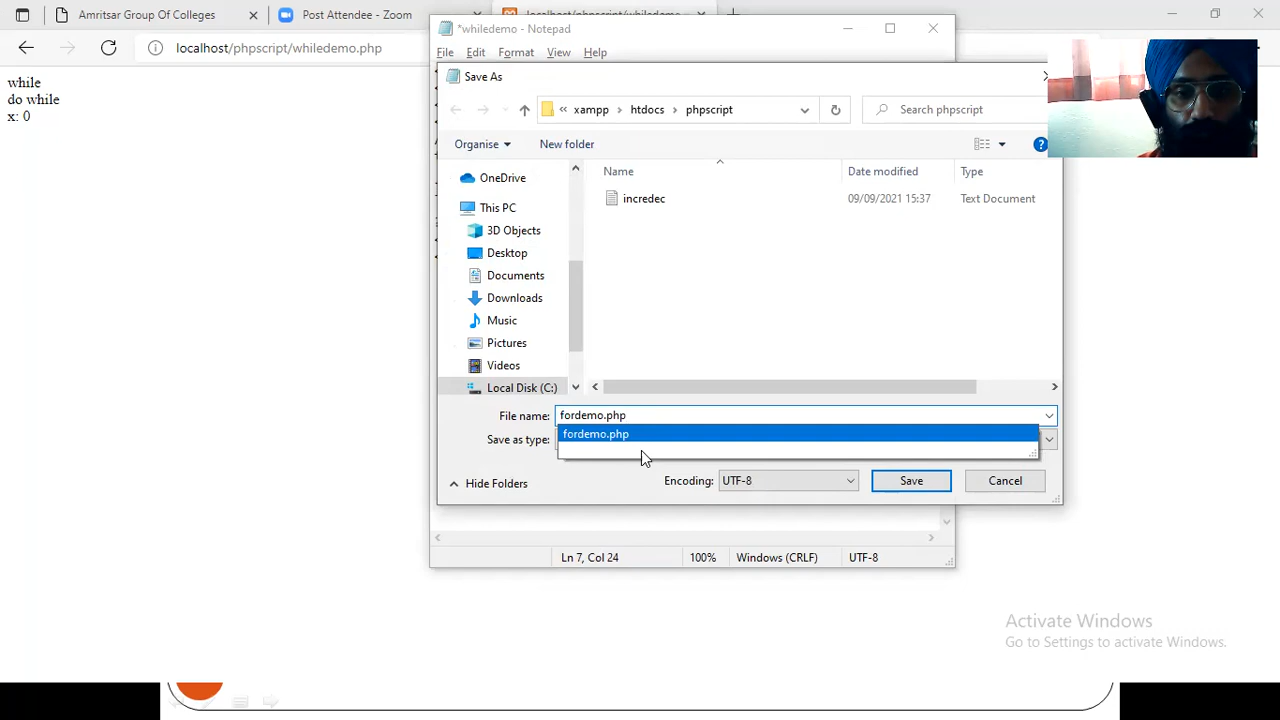 Amritsar Group Of Colleges
Post Attendee - Zoom
localhost/phpscript/whiledemo
localhost/phpscript/whiledemo.php
while
do while
x: 0
*whiledemo - Notepad
File Edit Format View Help
Save As
« xampp > htdocs > phpscript
Search phpscript
Organise
New folder
Name
Date modified
Type
OneDrive
incredec
09/09/2021 15:37
Text Document
This PC
3D Objects
Desktop
Documents
Downloads
Music
Pictures
Videos
Local Disk (C:)
File name: fordemo.php
fordemo.php
Save as type:
Hide Folders
Encoding: UTF-8
Save
Cancel
Ln 7, Col 24
100%
Windows (CRLF)
UTF-8
Activate Windows
Go to Settings to activate Windows.